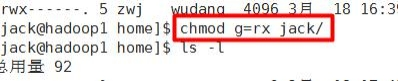 rwx------. 5 zwj wudang 4096 3月 18 16:39
jack@hadoop1 home]$ chmod g=rx jack/
jack@hadoop1 home]$ ls -l
总用量 92